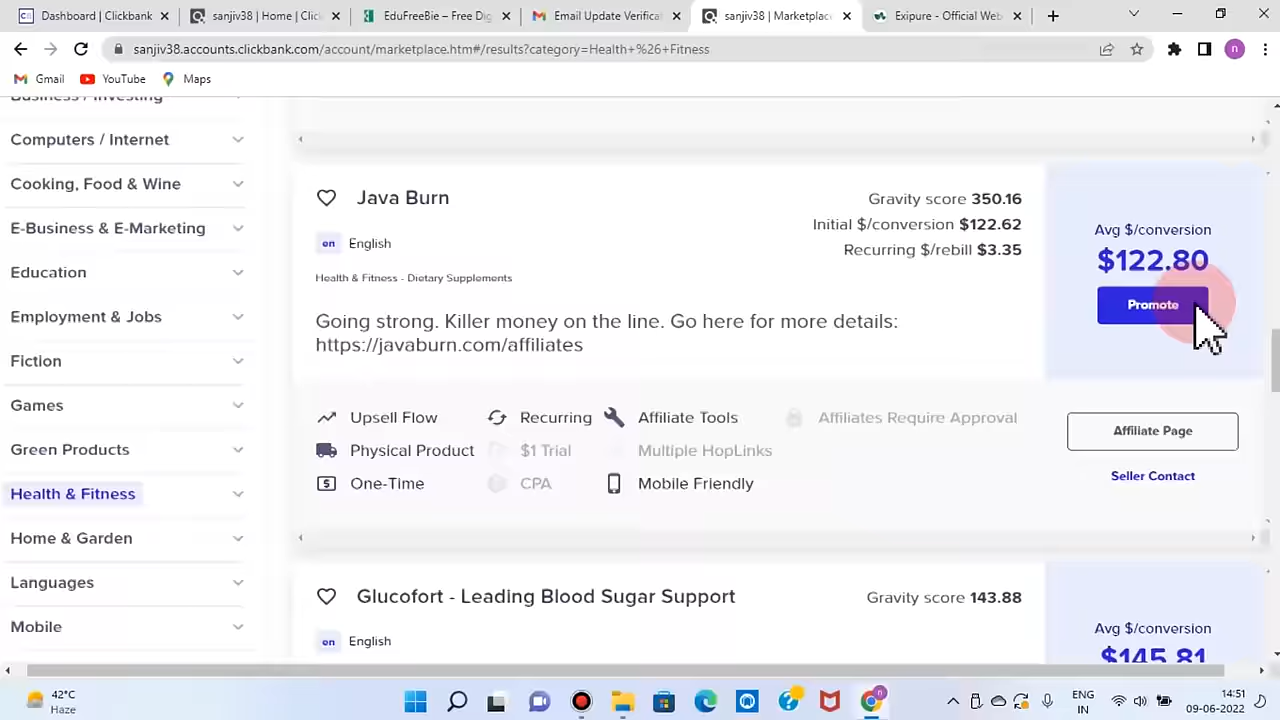 Dashboard | Clickbank
sanjiv38 | Home | Click
EduFreeBie – Free Dig
Email Update Verificat
sanjiv38 | Marketplac
Exipure - Official Web
sanjiv38.accounts.clickbank.com/account/marketplace.htm#/results?category=Health+%26+Fitness
n
Gmail
YouTube
Maps
Business / Investing
Computers / Internet
Cooking, Food & Wine
E-Business & E-Marketing
Education
Employment & Jobs
Fiction
Games
Green Products
Health & Fitness
Home & Garden
Languages
Mobile
Java Burn
en English
Health & Fitness - Dietary Supplements
Going strong. Killer money on the line. Go here for more details:
https://javaburn.com/affiliates
Gravity score 350.16
Initial $/conversion $122.62
Recurring $/rebill $3.35
Avg $/conversion
$122.80
Promote
Upsell Flow
Recurring
Affiliate Tools
Affiliates Require Approval
Physical Product
$1 Trial
Multiple HopLinks
One-Time
CPA
Mobile Friendly
Affiliate Page
Seller Contact
Glucofort - Leading Blood Sugar Support
en English
Gravity score 143.88
Avg $/conversion
$145.81
42°C
Haze
ENG
IN
14:51
09-06-2022